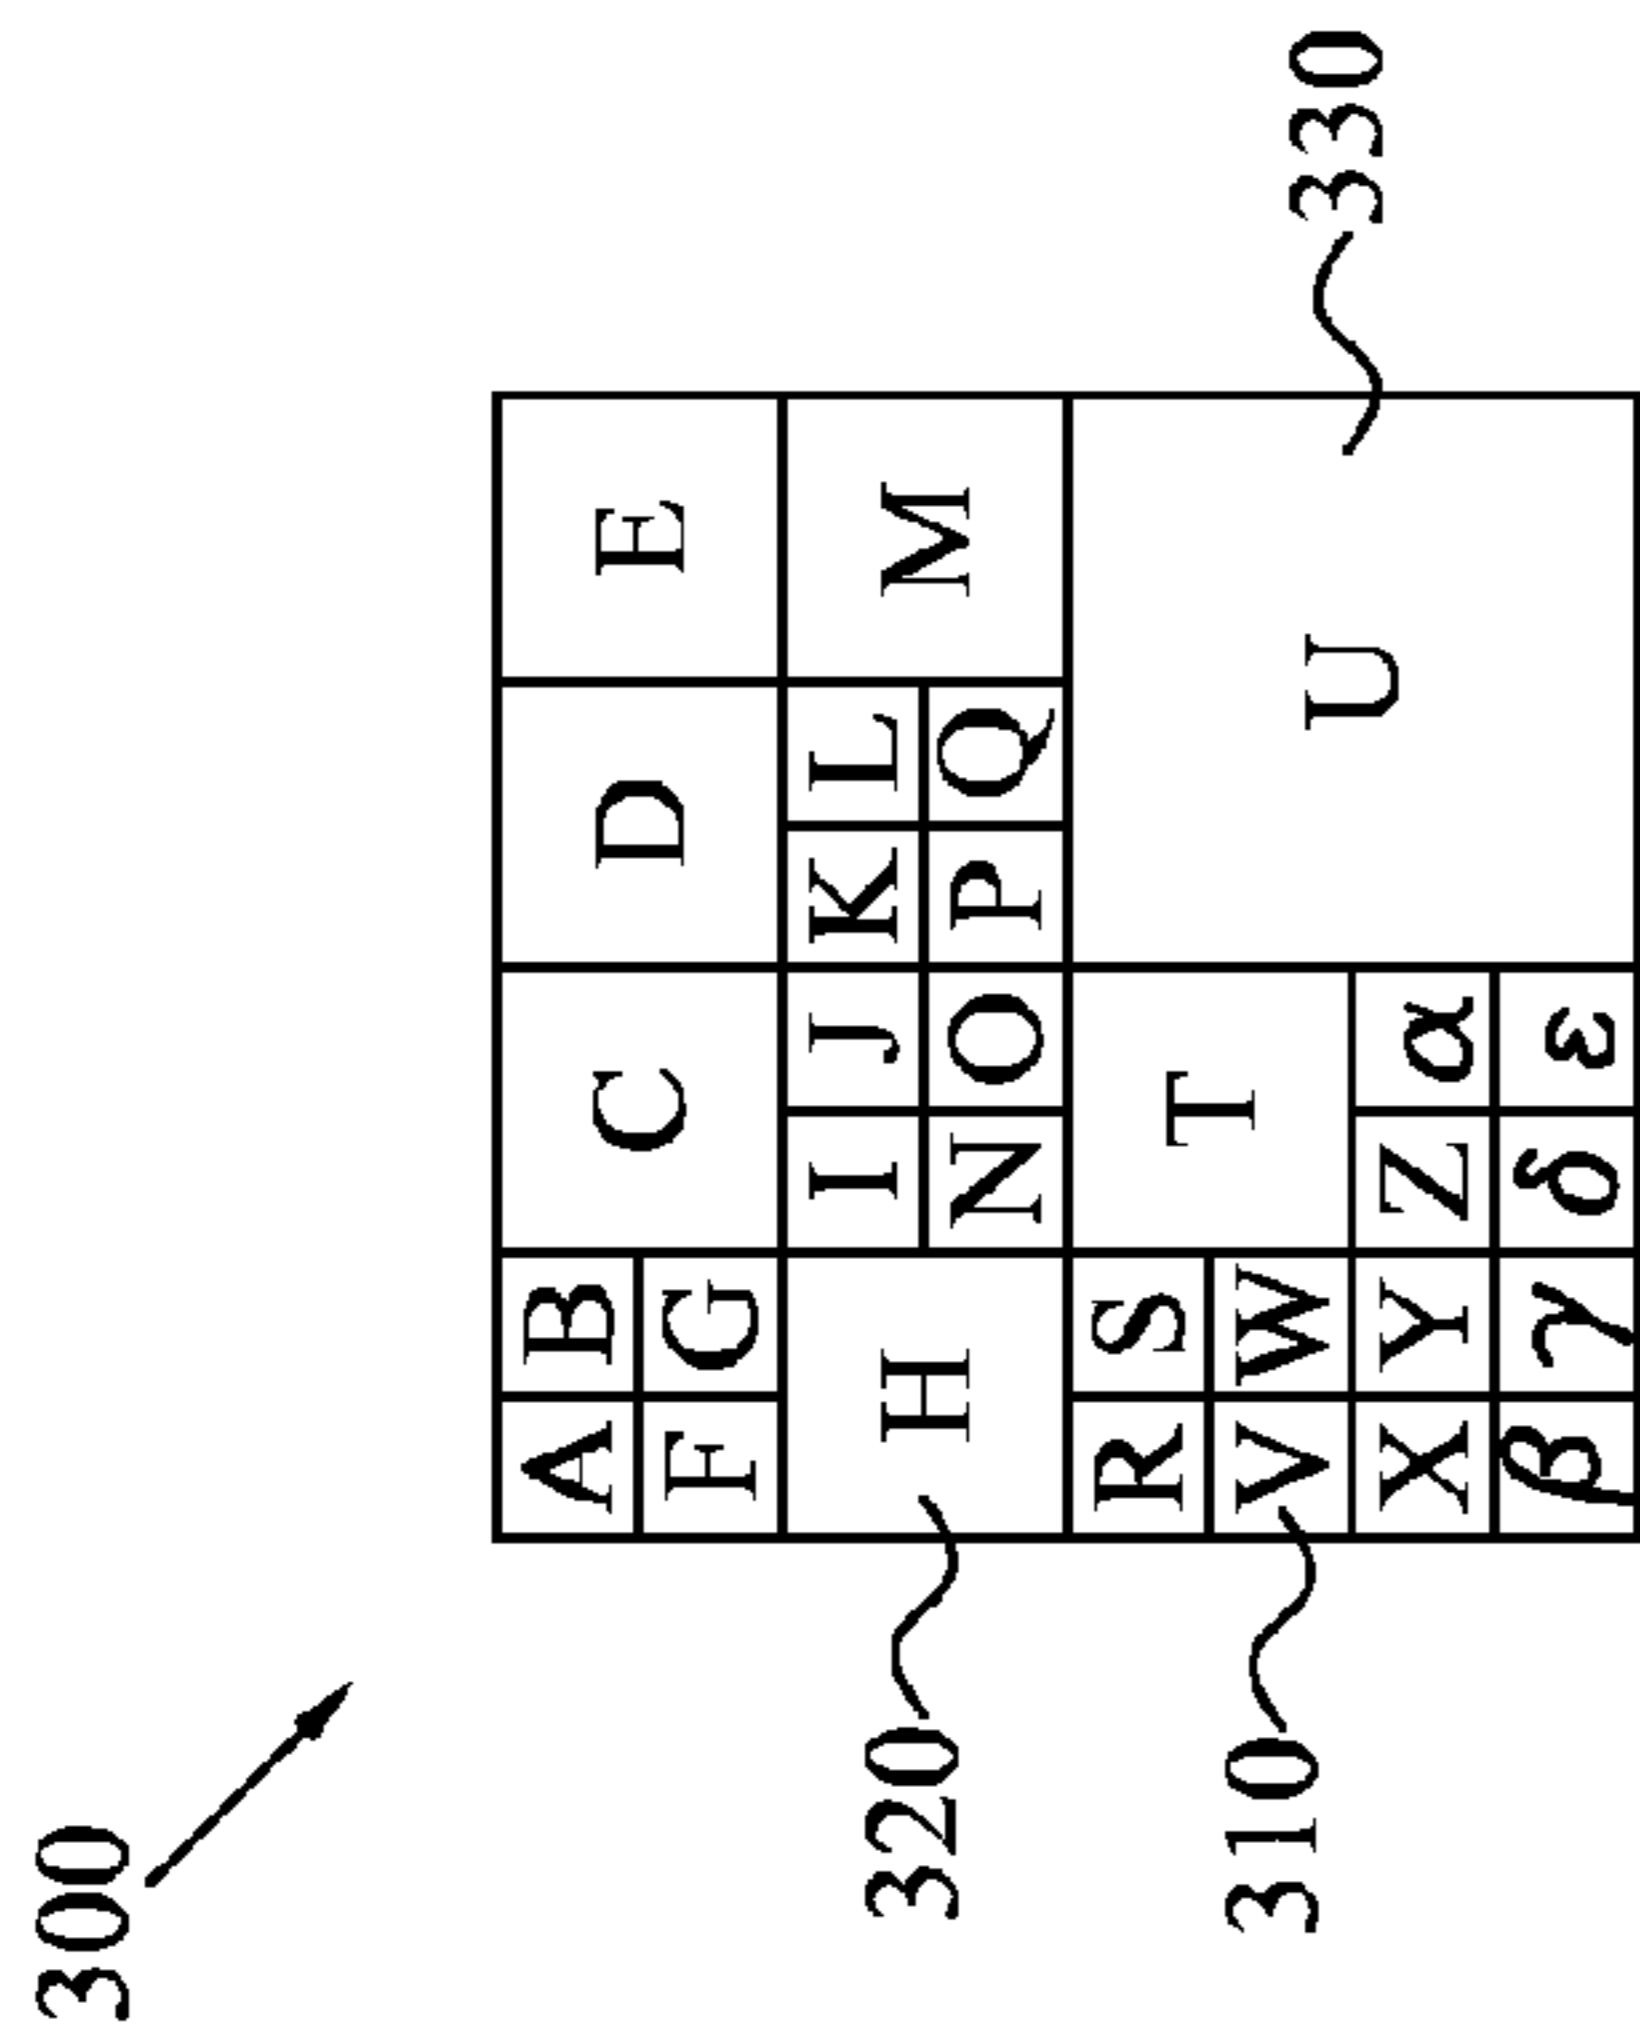 300
A B C D E
F G
320 H I J K L M
N O P Q
R S T
310 V W U 330
X Y Z α
β γ δ ε